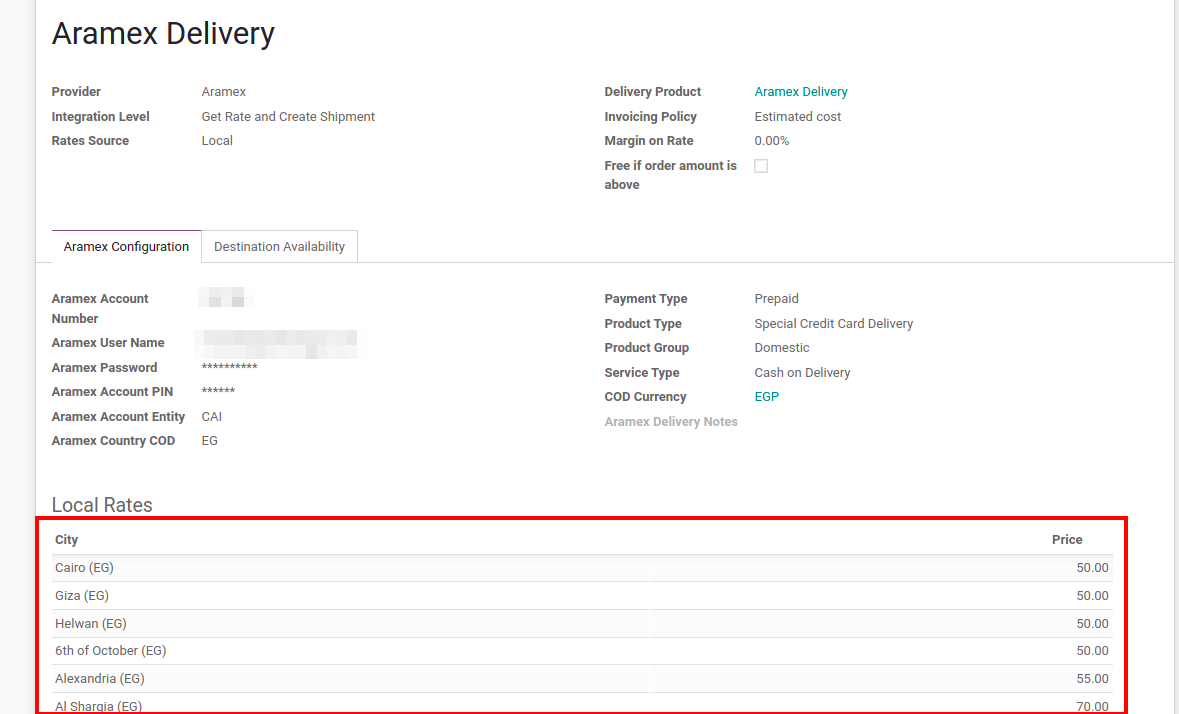 Aramex Delivery
Provider Aramex
Integration Level Get Rate and Create Shipment
Rates Source Local
Delivery Product Aramex Delivery
Invoicing Policy Estimated cost
Margin on Rate 0.00%
Free if order amount is
above
Aramex Configuration Destination Availability
Aramex Account
Number
Aramex User Name
Aramex Password **********
Aramex Account PIN ******
Aramex Account Entity CAI
Aramex Country COD EG
Payment Type Prepaid
Product Type Special Credit Card Delivery
Product Group Domestic
Service Type Cash on Delivery
COD Currency EGP
Aramex Delivery Notes
Local Rates
City Price
Cairo (EG) 50.00
Giza (EG) 50.00
Helwan (EG) 50.00
6th of October (EG) 50.00
Alexandria (EG) 55.00
Al Sharqia (EG) 70.00